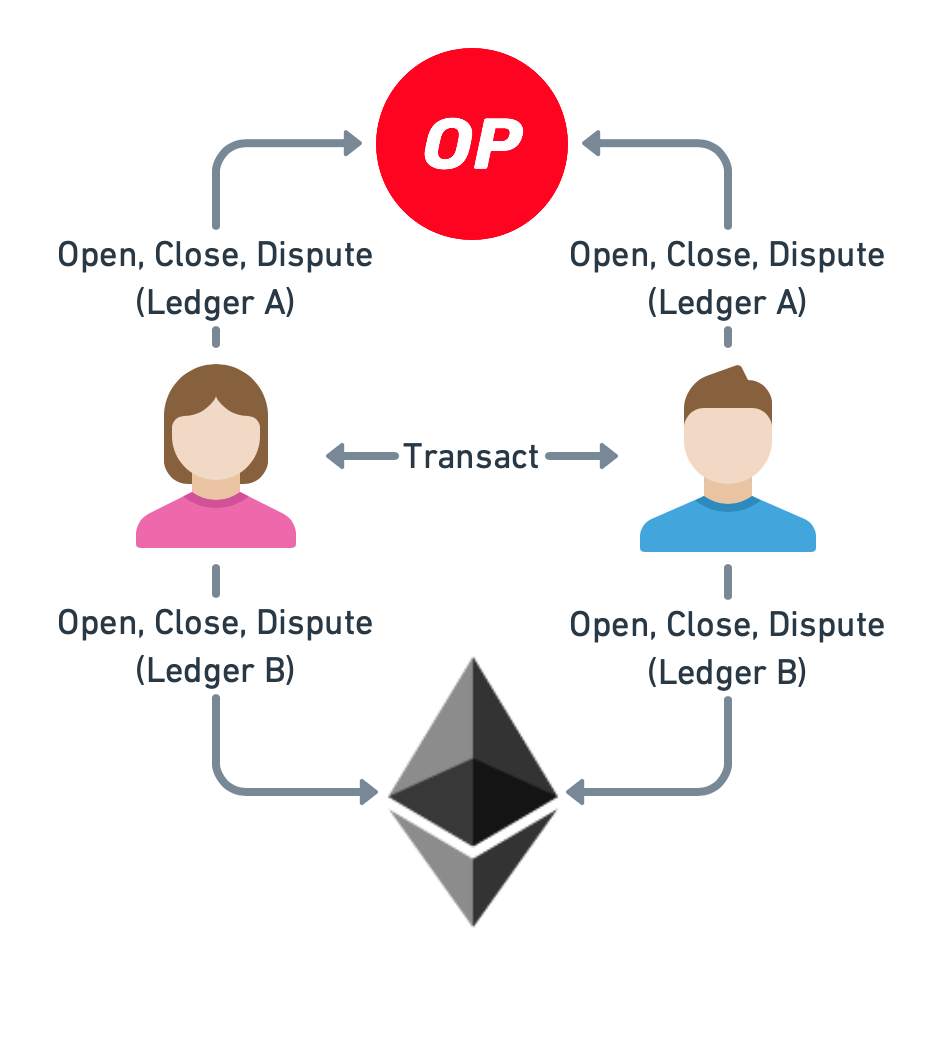 OP
Open, Close, Dispute
(Ledger A)
Open, Close, Dispute
(Ledger A)
Transact
Open, Close, Dispute
(Ledger B)
Open, Close, Dispute
(Ledger B)